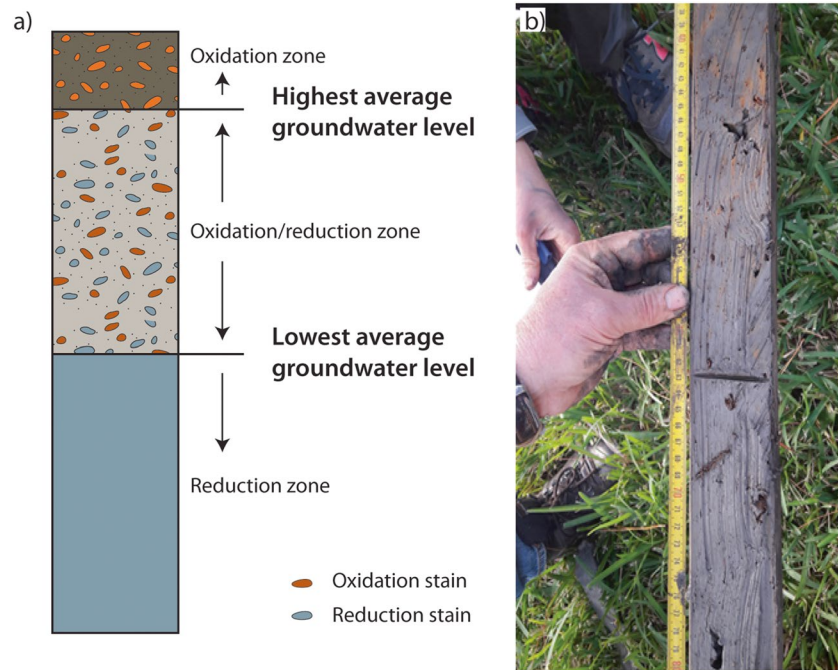 a)
Oxidation zone
Highest average
groundwater level
Oxidation/reduction zone
Lowest average
groundwater level
Reduction zone
Oxidation stain
Reduction stain
b)
70